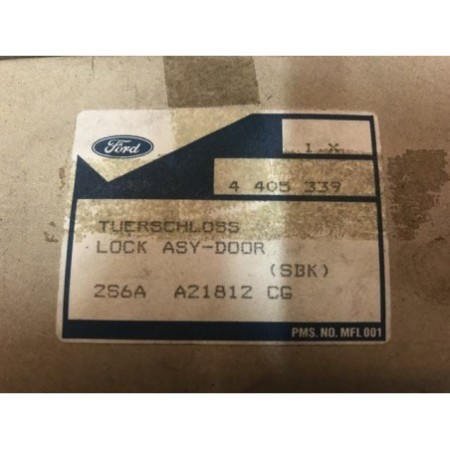 Ford
1-X
4 405 339
TUERSCHLOSS
LOCK ASY-DOOR
(SBK)
2S6A A21812 CG
PMS. NO. MFL 001